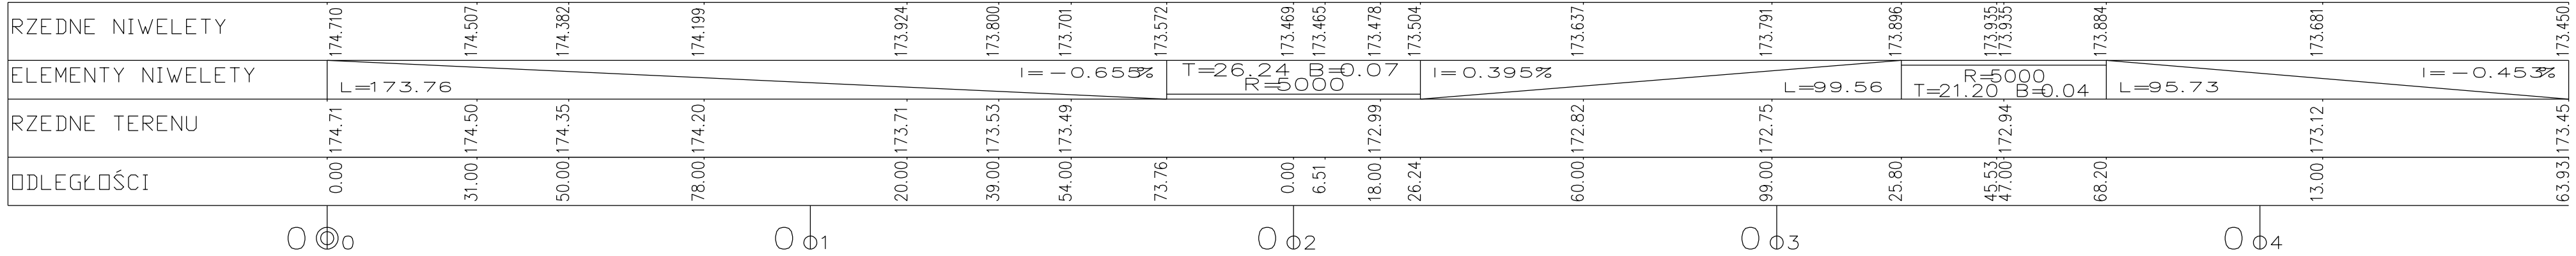 RZEDNE NIWELETY 174.710 174.507 174.382 174.199 173.924 173.800 173.701 173.572 173.469 173.465 173.478 173.504 173.637 173.791 173.896 173.935 173.935 173.884 173.681 173.450
ELEMENTY NIWELETY L=173.76 I=-0.655% T=26.24 B=0.07 R=5000 I=0.395% L=99.56 R=5000 T=21.20 B=0.04 L=95.73 I=-0.453%
RZEDNE TERENU 174.71 174.50 174.35 174.20 173.71 173.53 173.49 172.99 172.82 172.75 172.94 173.12 173.45
ODLEGŁOŚCI 0.00 31.00 50.00 78.00 20.00 39.00 54.00 73.76 0.00 6.51 18.00 26.24 60.00 99.00 25.80 45.53 47.00 68.20 13.00 63.93
0 0 0 1 0 2 0 3 0 4